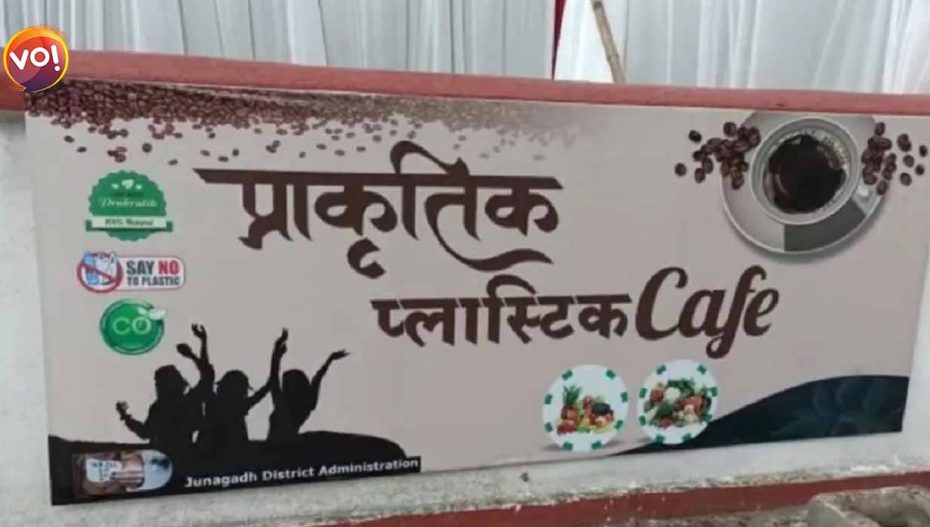 VO!
प्राकृतिक
प्लास्टिक Cafe
Prakrutik
100% Natural
SAY NO
TO PLASTIC
CO
Junagadh District Administration